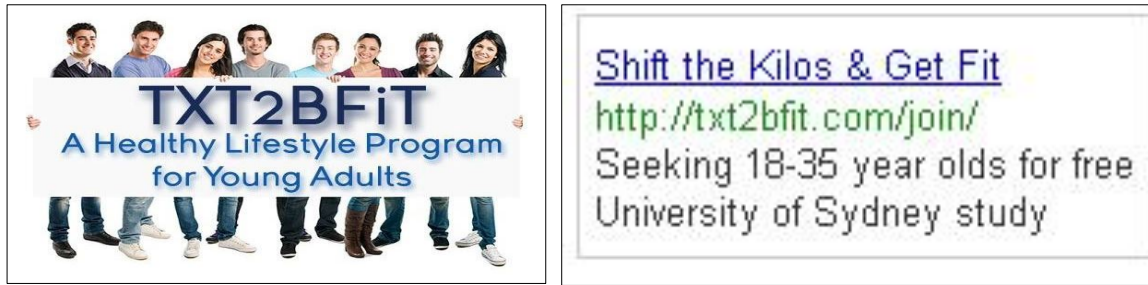 TXT2BFiT
A Healthy Lifestyle Program
for Young Adults
Shift the Kilos & Get Fit
http://txt2bfit.com/join/
Seeking 18-35 year olds for free
University of Sydney study